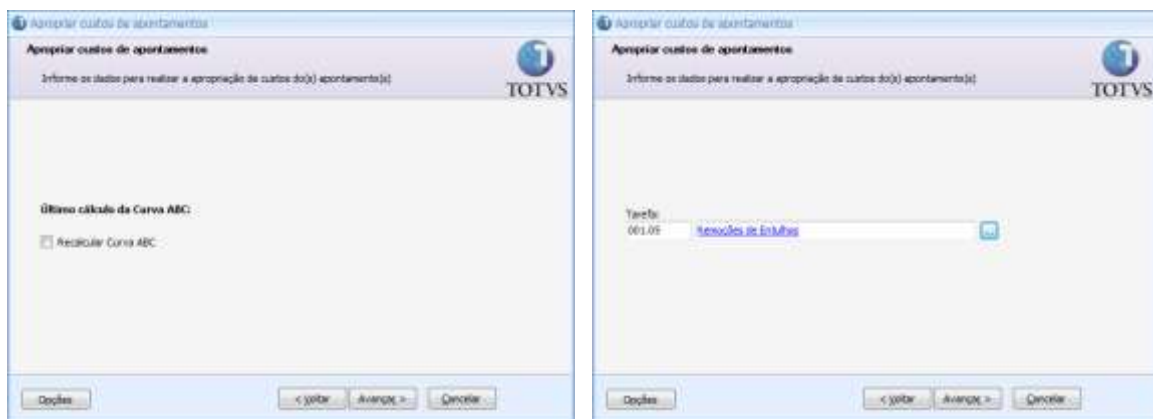 Apropriar custos de apontamentos
Apropriar custos de apontamentos
Informe os dados para realizar a apropriação de custos do(s) apontamento(s)
TOTVS
Último cálculo da Curva ABC:
Recalcular Curva ABC
Opções
< Voltar
Avançar >
Cancelar
Apropriar custos de apontamentos
Apropriar custos de apontamentos
Informe os dados para realizar a apropriação de custos do(s) apontamento(s)
TOTVS
Tarefa:
001.05 Remoções de Entulhos
...
Opções
< Voltar
Avançar >
Cancelar